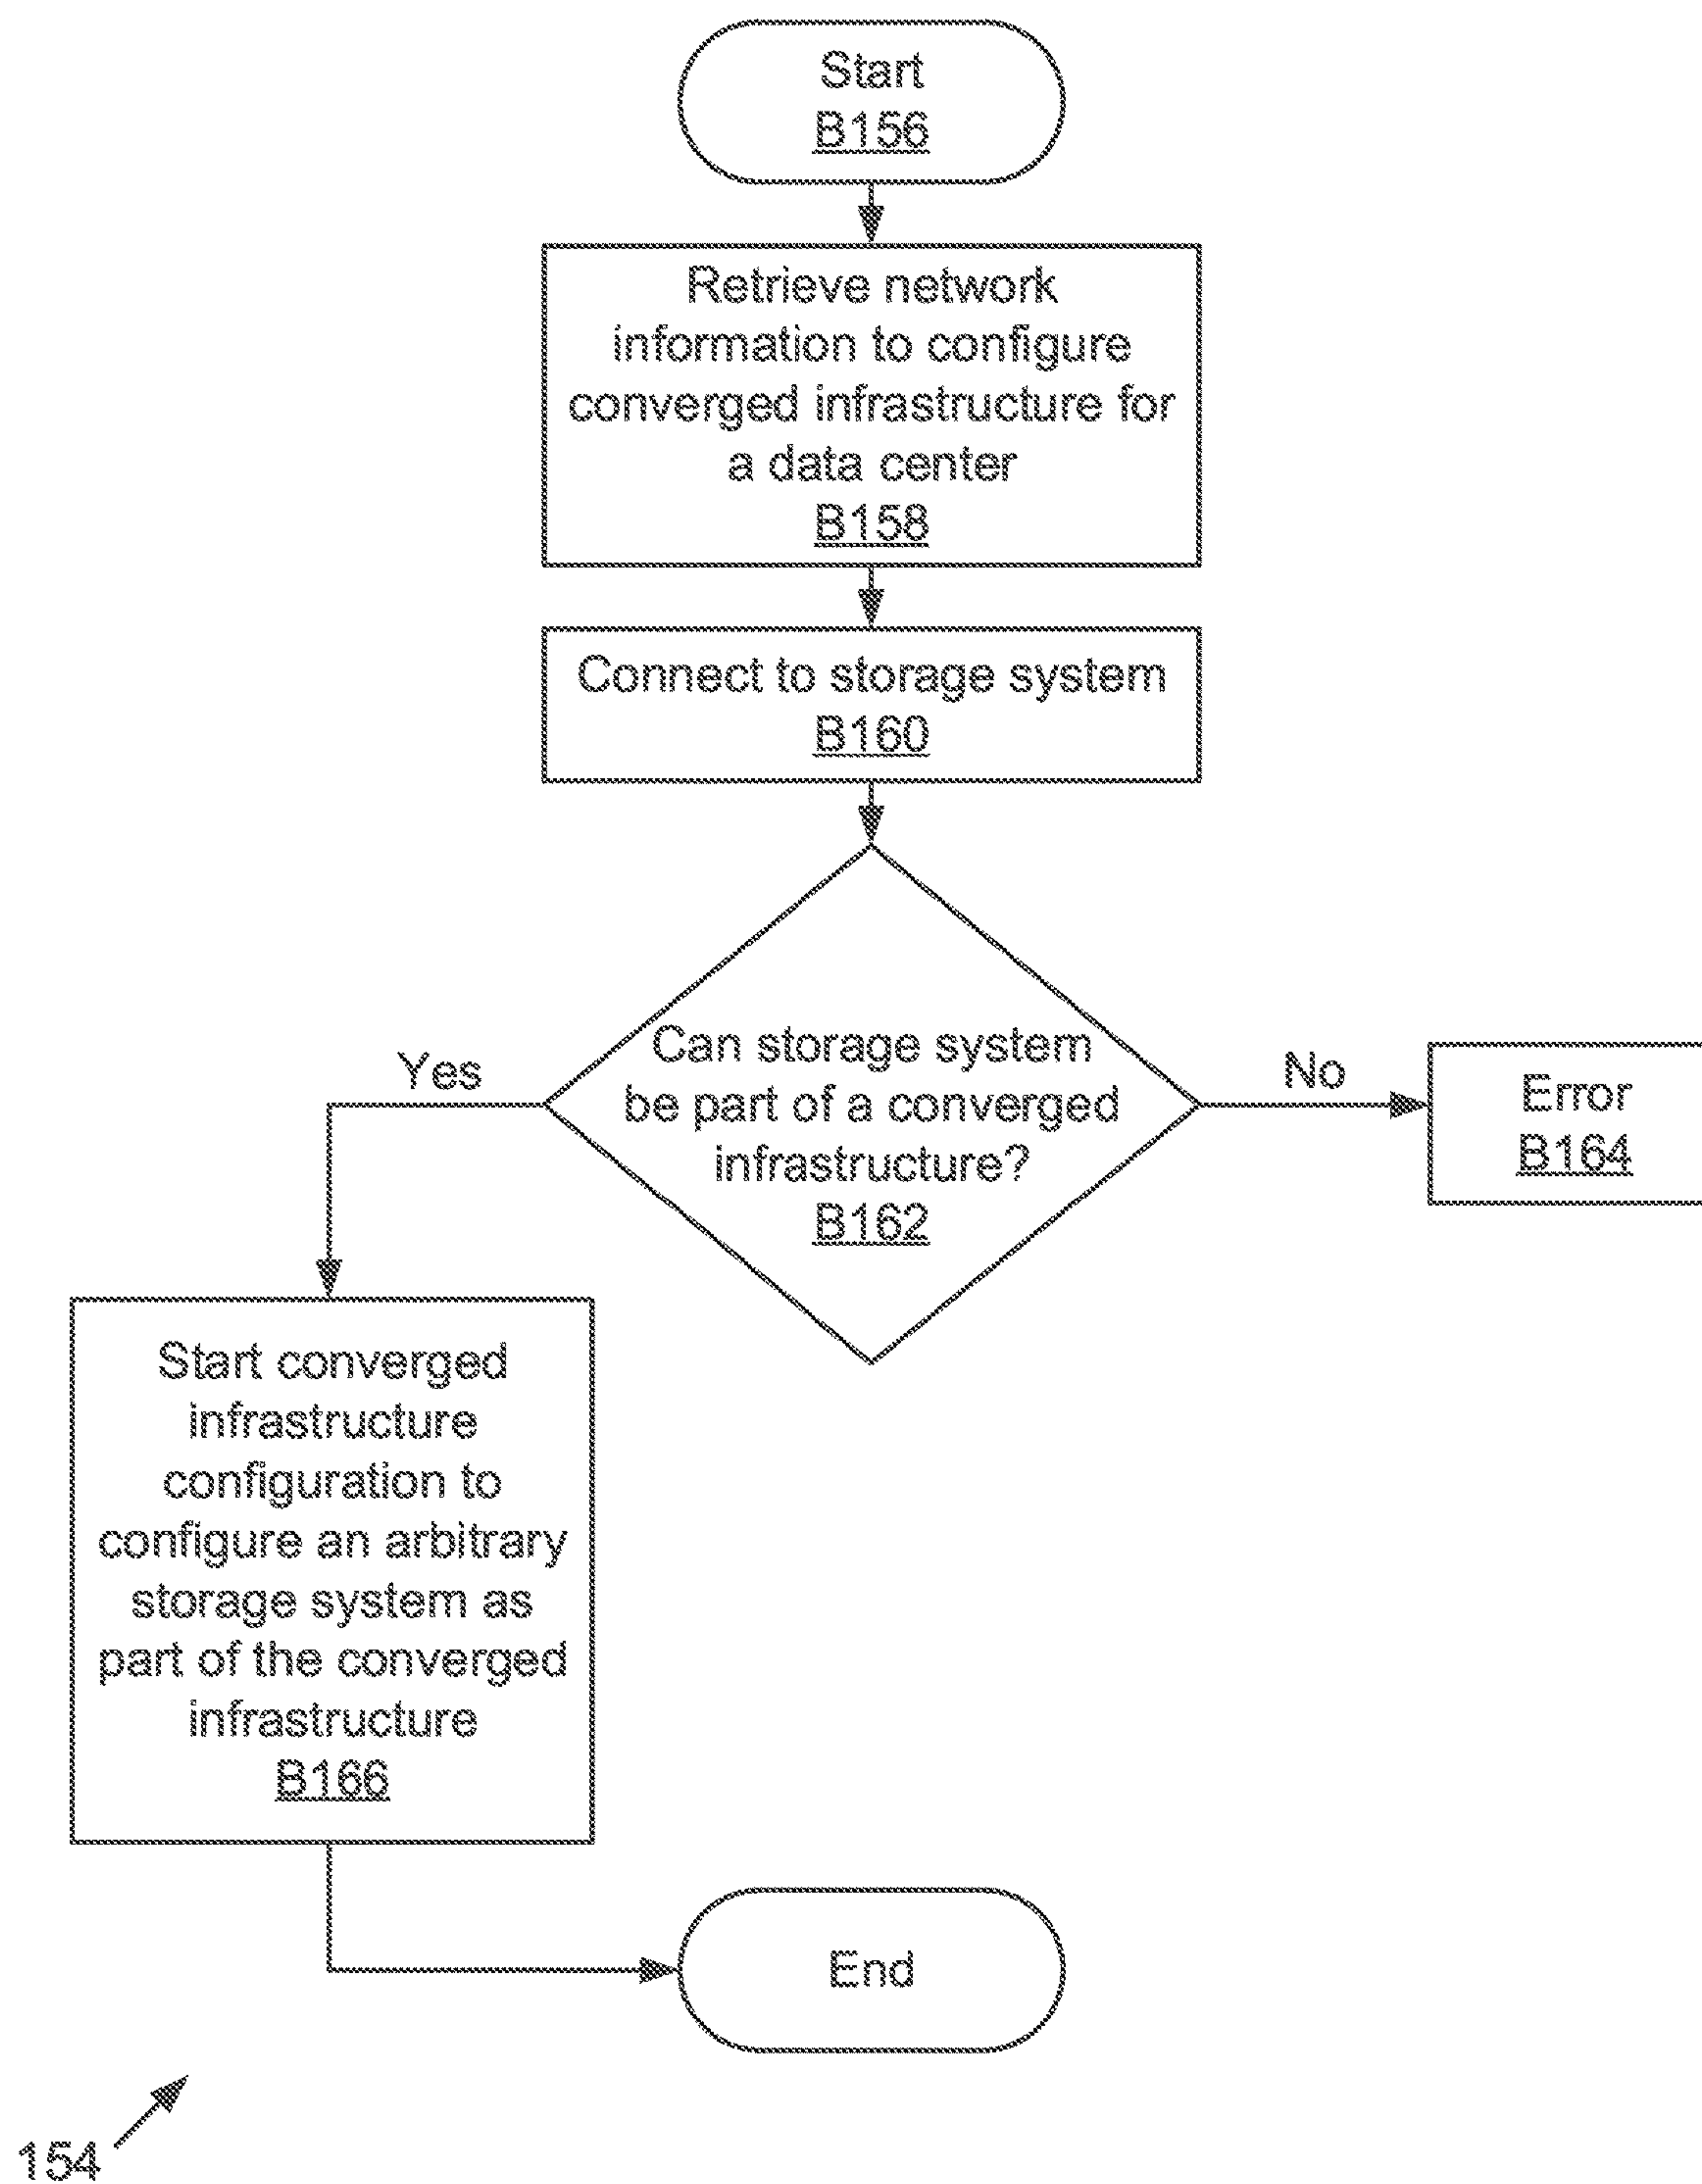 Start
B156
Retrieve network
information to configure
converged infrastructure for
a data center
B158
Connect to storage system
B160
Can storage system
be part of a converged
infrastructure?
B162
Yes
No
Error
B164
Start converged
infrastructure
configuration to
configure an arbitrary
storage system as
part of the converged
infrastructure
B166
End
154